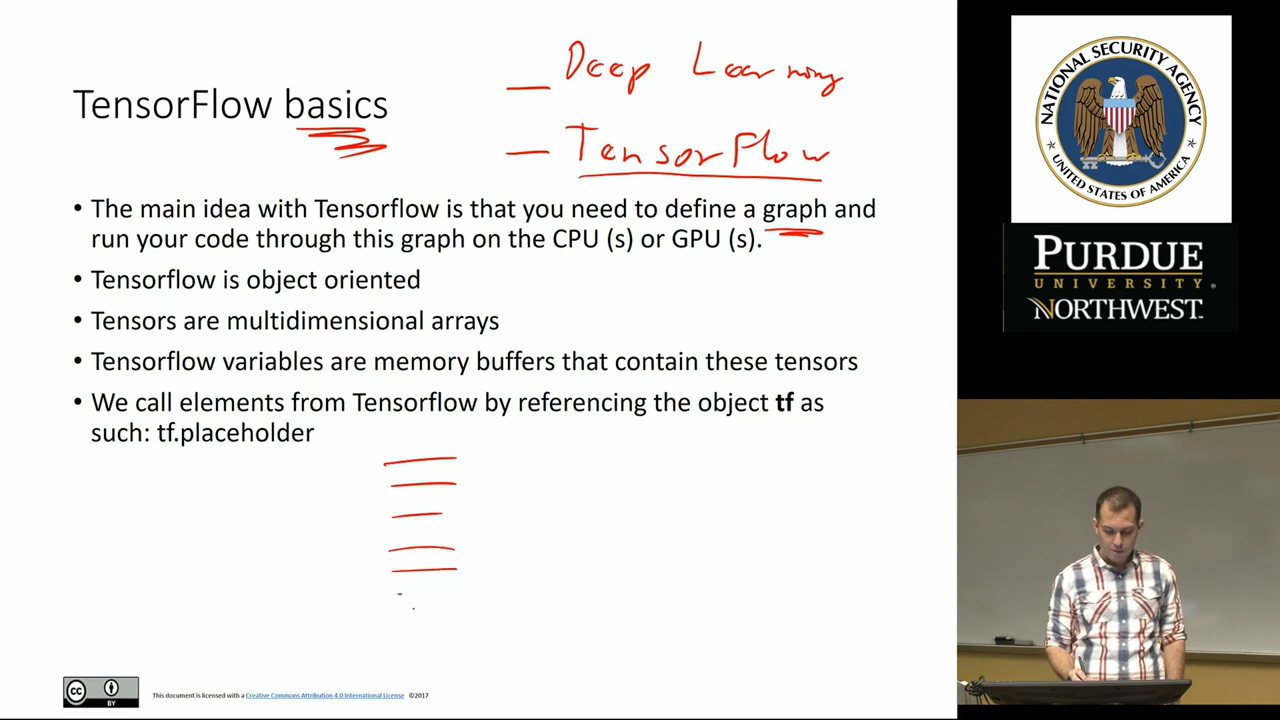 Deep Learning
TensorFlow basics
TensorFlow
• The main idea with Tensorflow is that you need to define a graph and
run your code through this graph on the CPU (s) or GPU (s).
• Tensorflow is object oriented
• Tensors are multidimensional arrays
• Tensorflow variables are memory buffers that contain these tensors
• We call elements from Tensorflow by referencing the object tf as
such: tf.placeholder
cc BY
This document is licensed with a Creative Commons Attribution 4.0 International License ©2017
NATIONAL SECURITY AGENCY
UNITED STATES OF AMERICA
PURDUE
UNIVERSITY
NORTHWEST